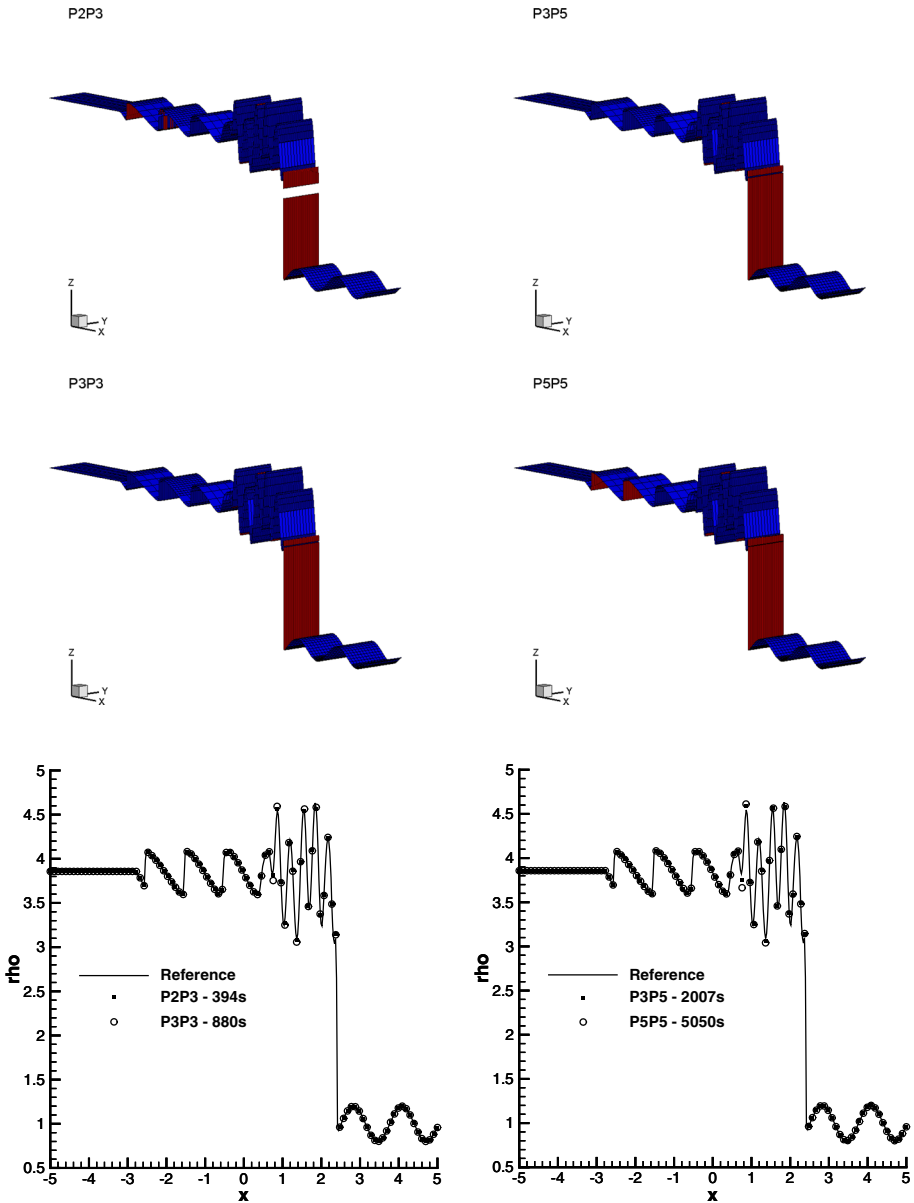 P2P3
P3P5
Z
Y
X
Z
Y
X
P3P3
P5P5
Z
Y
X
Z
Y
X
5
4.5
4
3.5
3
2.5
2
1.5
1
0.5
rho
-5 -4 -3 -2 -1 0 1 2 3 4 5
x
Reference
P2P3 - 394s
P3P3 - 880s
5
4.5
4
3.5
3
2.5
2
1.5
1
0.5
rho
-5 -4 -3 -2 -1 0 1 2 3 4 5
x
Reference
P3P5 - 2007s
P5P5 - 5050s